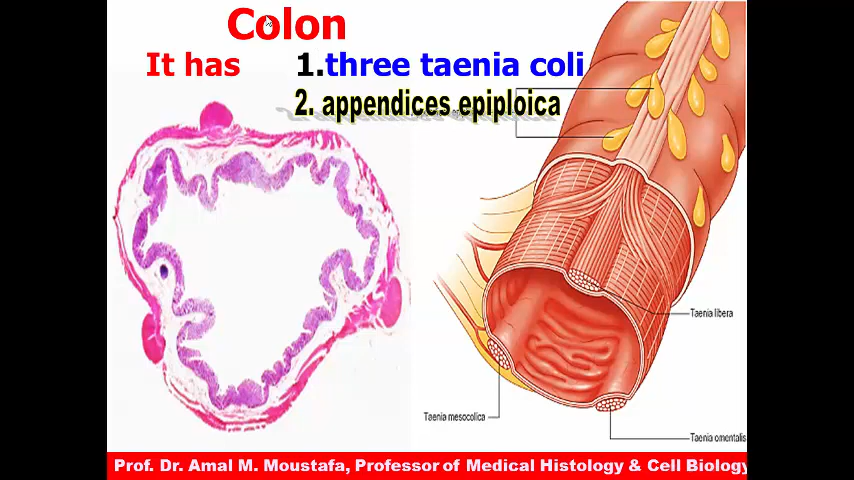 Colon
It has 1.three taenia coli
2. appendices epiploica
Taenia libera
Taenia mesocolica
Taenia omentalis
Prof. Dr. Amal M. Moustafa, Professor of Medical Histology & Cell Biology